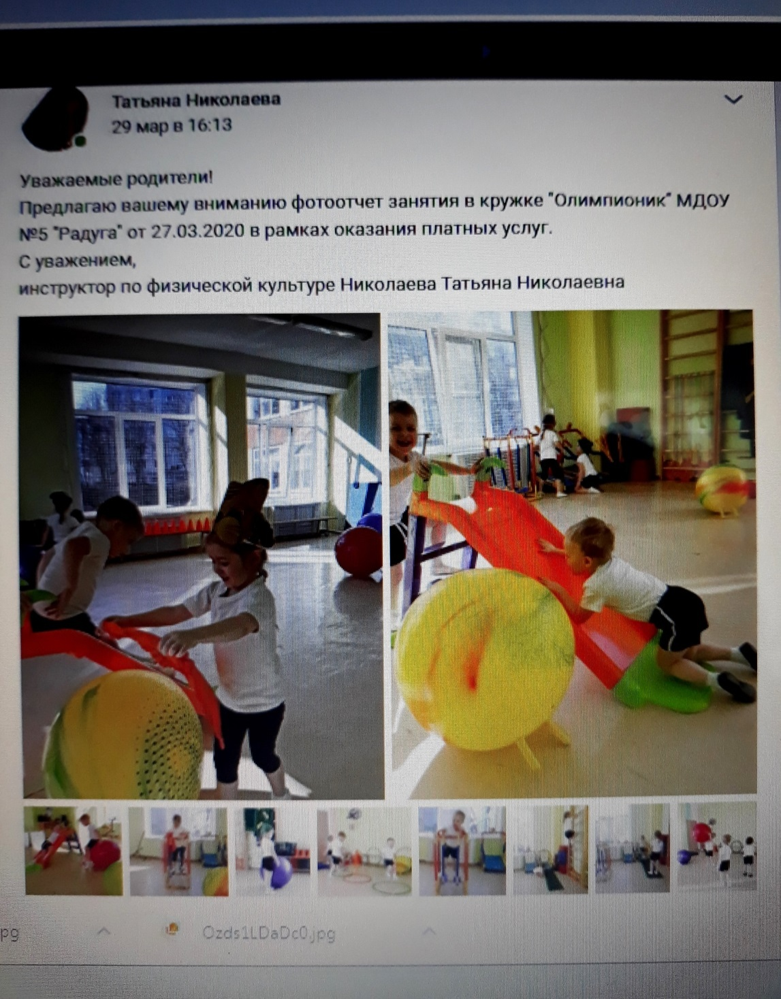 Татьяна Николаева
29 мар в 16:13
Уважаемые родители!
Предлагаю вашему вниманию фотоотчет занятия в кружке "Олимпионик" МДОУ
№5 "Радуга" от 27.03.2020 в рамках оказания платных услуг.
С уважением,
инструктор по физической культуре Николаева Татьяна Николаевна
pg
Ozds1LDaDc0.jpg